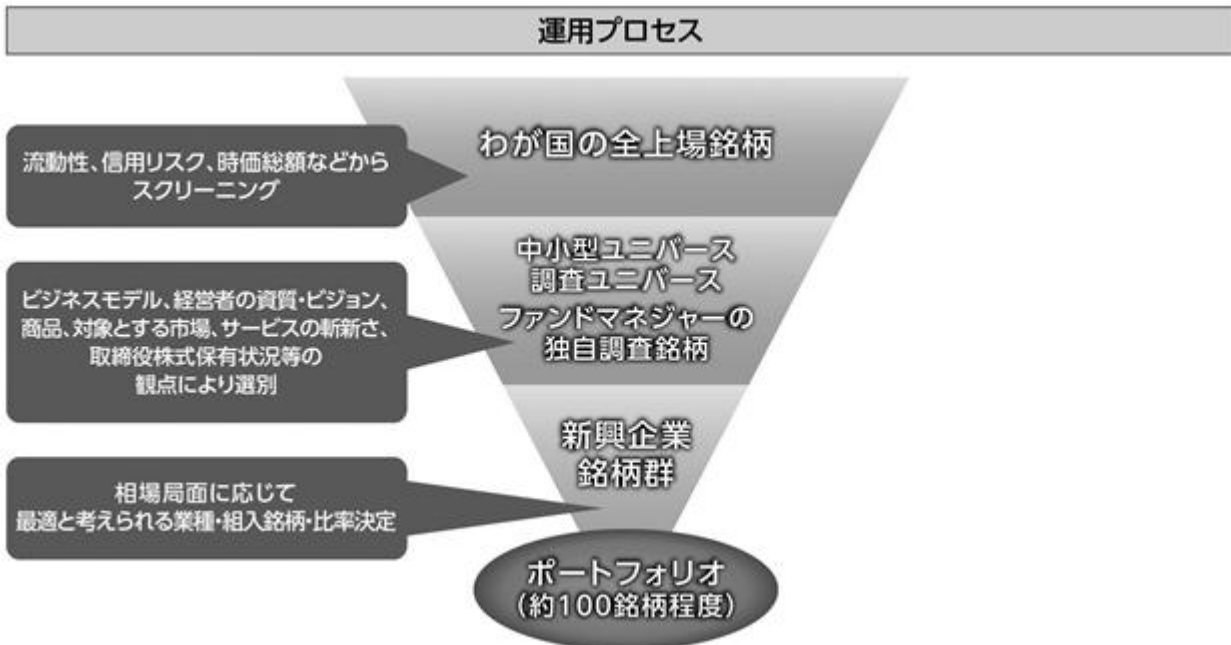 運用プロセス
わが国の全上場銘柄
流動性、信用リスク、時価総額などから
スクリーニング
中小型ユニバース
調査ユニバース
ファンドマネジャーの
独自調査銘柄
ビジネスモデル、経営者の資質・ビジョン、
商品、対象とする市場、サービスの斬新さ、
取締役株式保有状況等の
観点により選別
新興企業
銘柄群
相場局面に応じて
最適と考えられる業種・組入銘柄・比率決定
ポートフォリオ
(約100銘柄程度)